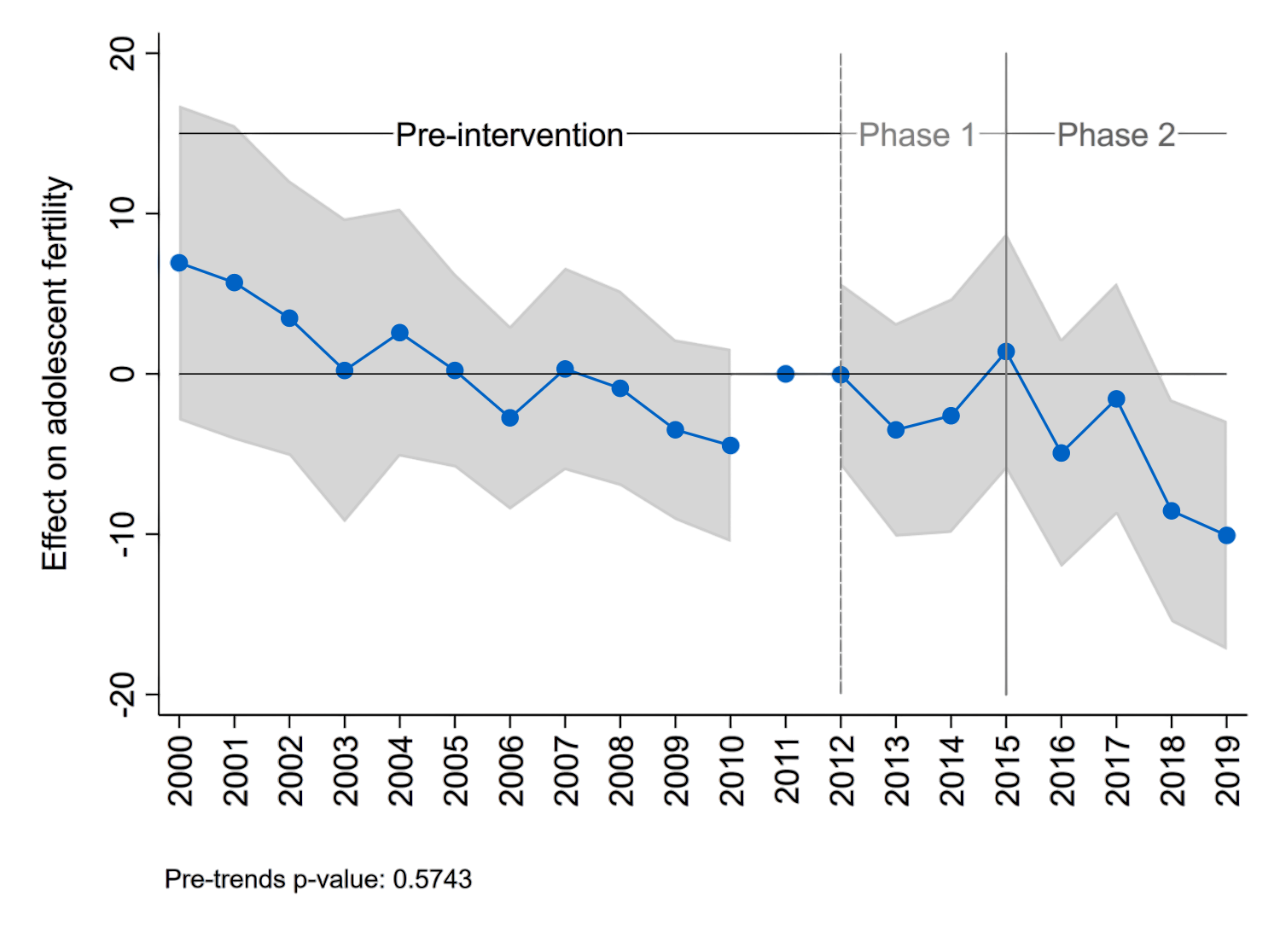 Effect on adolescent fertility
20
10
0
-10
-20
Pre-intervention Phase 1 Phase 2
2000 2001 2002 2003 2004 2005 2006 2007 2008 2009 2010 2011 2012 2013 2014 2015 2016 2017 2018 2019
Pre-trends p-value: 0.5743